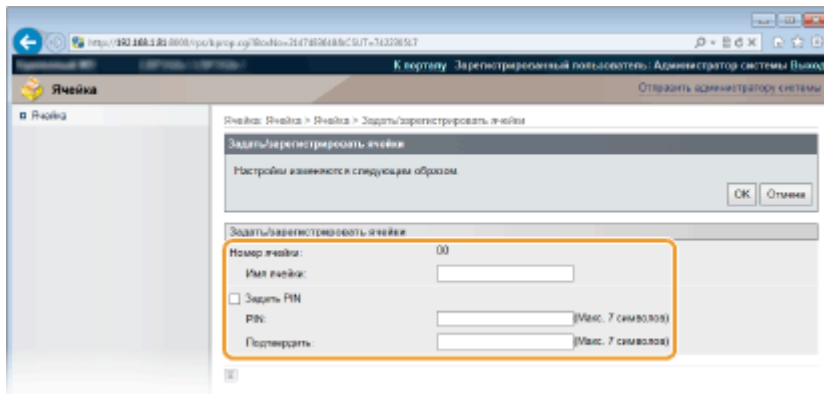 К порталу Зарегистрированный пользователь: Администратор системы Выход
Ячейка
Отправить администратору системы
Ячейка
Ячейка: Ячейка > Ячейка > Задать/зарегистрировать ячейки
Задать/зарегистрировать ячейки
Настройки изменяются следующим образом.
OK Отмена
Задать/зарегистрировать ячейки
Номер ячейки: 00
Имя ячейки:
Задать PIN
PIN: (Макс. 7 символов)
Подтвердить: (Макс. 7 символов)